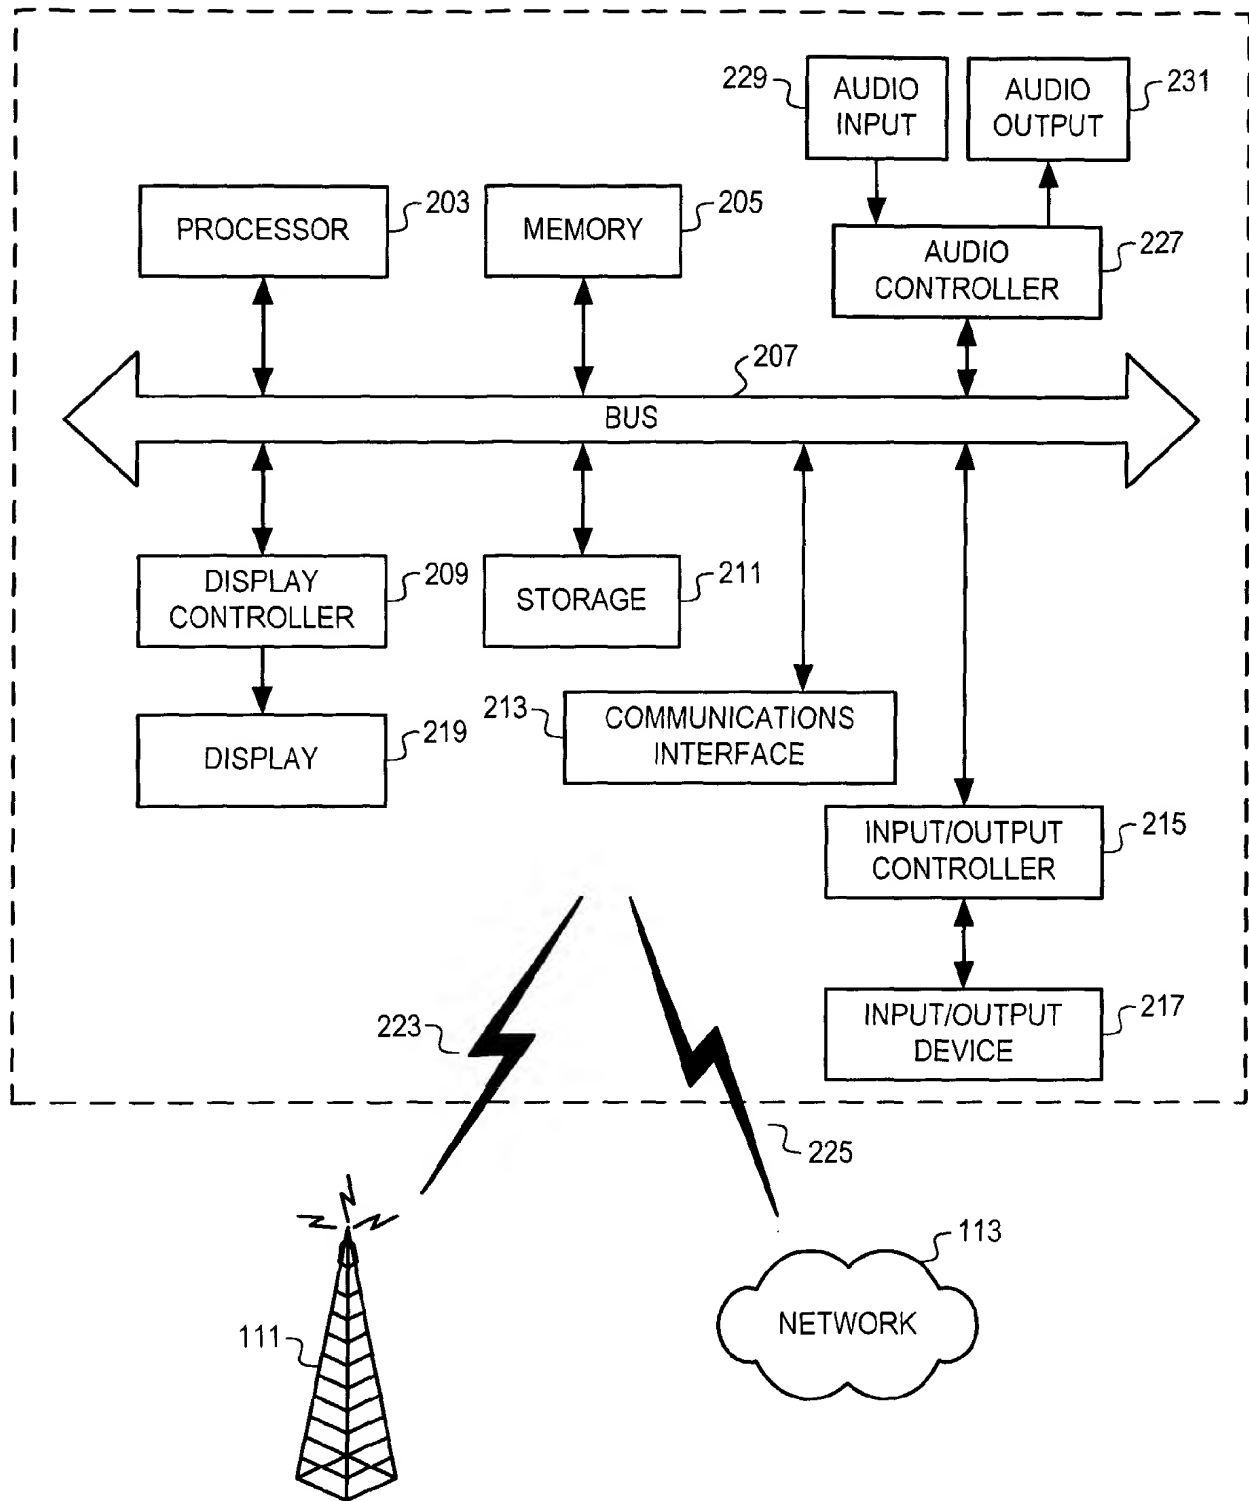 229
AUDIO
INPUT
AUDIO
OUTPUT
231
PROCESSOR
203
MEMORY
205
AUDIO
CONTROLLER
227
207
BUS
DISPLAY
CONTROLLER
209
STORAGE
211
213
COMMUNICATIONS
INTERFACE
DISPLAY
219
INPUT/OUTPUT
CONTROLLER
215
223
INPUT/OUTPUT
DEVICE
217
225
113
NETWORK
111